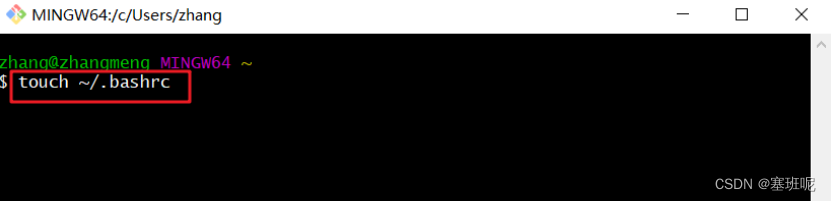 MINGW64:/c/Users/zhang
zhang@zhangmeng MINGW64 ~
$ touch ~/.bashrc
CSDN @塞班呢